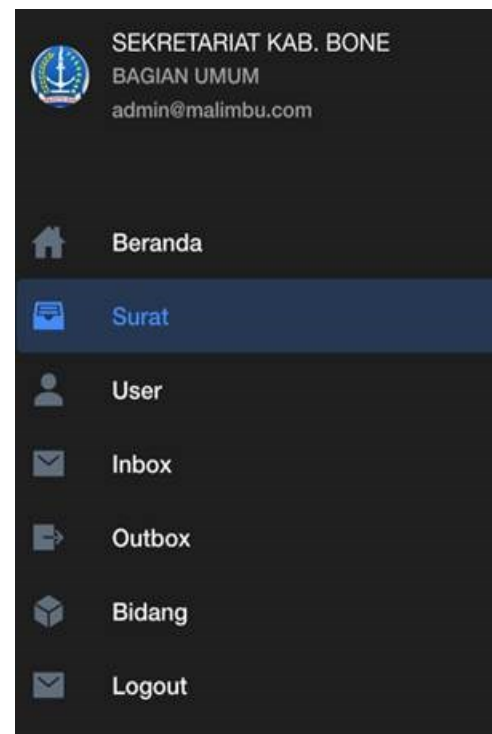 SEKRETARIAT KAB. BONE
BAGIAN UMUM
admin@malimbu.com
Beranda
Surat
User
Inbox
Outbox
Bidang
Logout